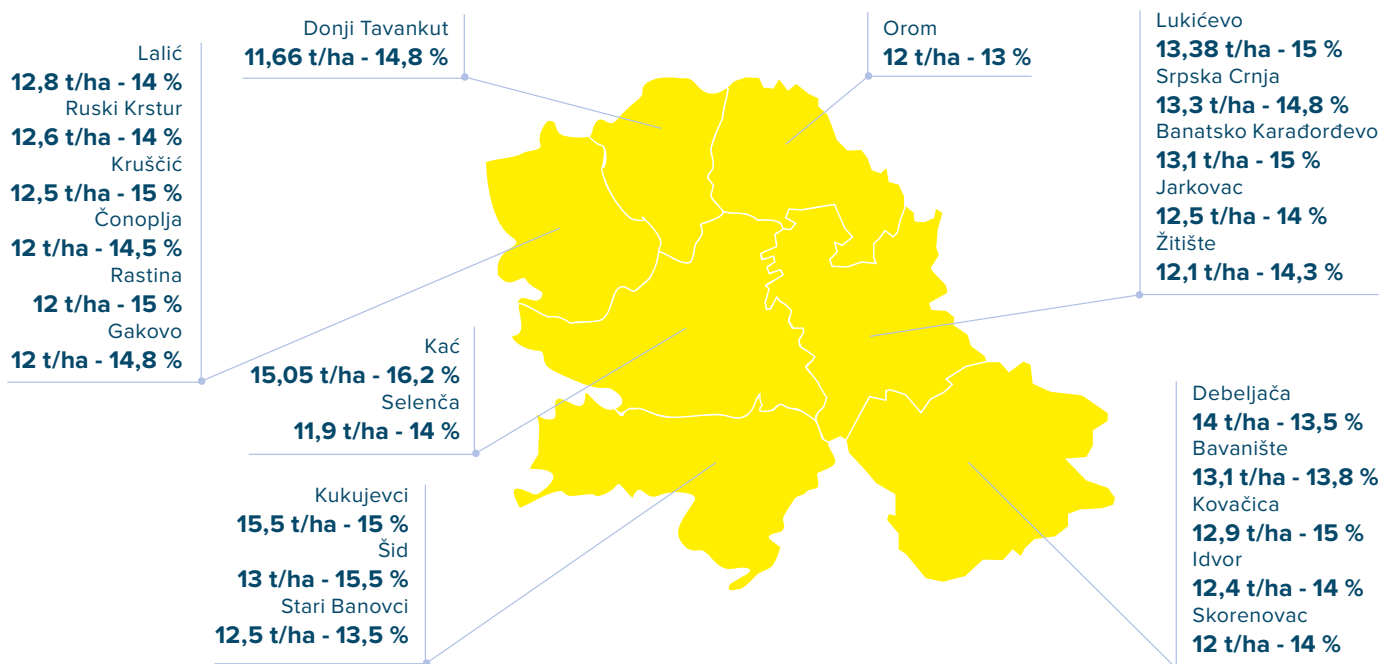 Lalić
12,8 t/ha - 14 %
Ruski Krstur
12,6 t/ha - 14 %
Kruščić
12,5 t/ha - 15 %
Čonoplja
12 t/ha - 14,5 %
Rastina
12 t/ha - 15 %
Gakovo
12 t/ha - 14,8 %
Donji Tavankut
11,66 t/ha - 14,8 %
Orom
12 t/ha - 13 %
Lukićevo
13,38 t/ha - 15 %
Srpska Crnja
13,3 t/ha - 14,8 %
Banatsko Karađorđevo
13,1 t/ha - 15 %
Jarkovac
12,5 t/ha - 14 %
Žitište
12,1 t/ha - 14,3 %
Kać
15,05 t/ha - 16,2 %
Selenča
11,9 t/ha - 14 %
Kukujevci
15,5 t/ha - 15 %
Šid
13 t/ha - 15,5 %
Stari Banovci
12,5 t/ha - 13,5 %
Debeljača
14 t/ha - 13,5 %
Bavanište
13,1 t/ha - 13,8 %
Kovačica
12,9 t/ha - 15 %
Idvor
12,4 t/ha - 14 %
Skorenovac
12 t/ha - 14 %